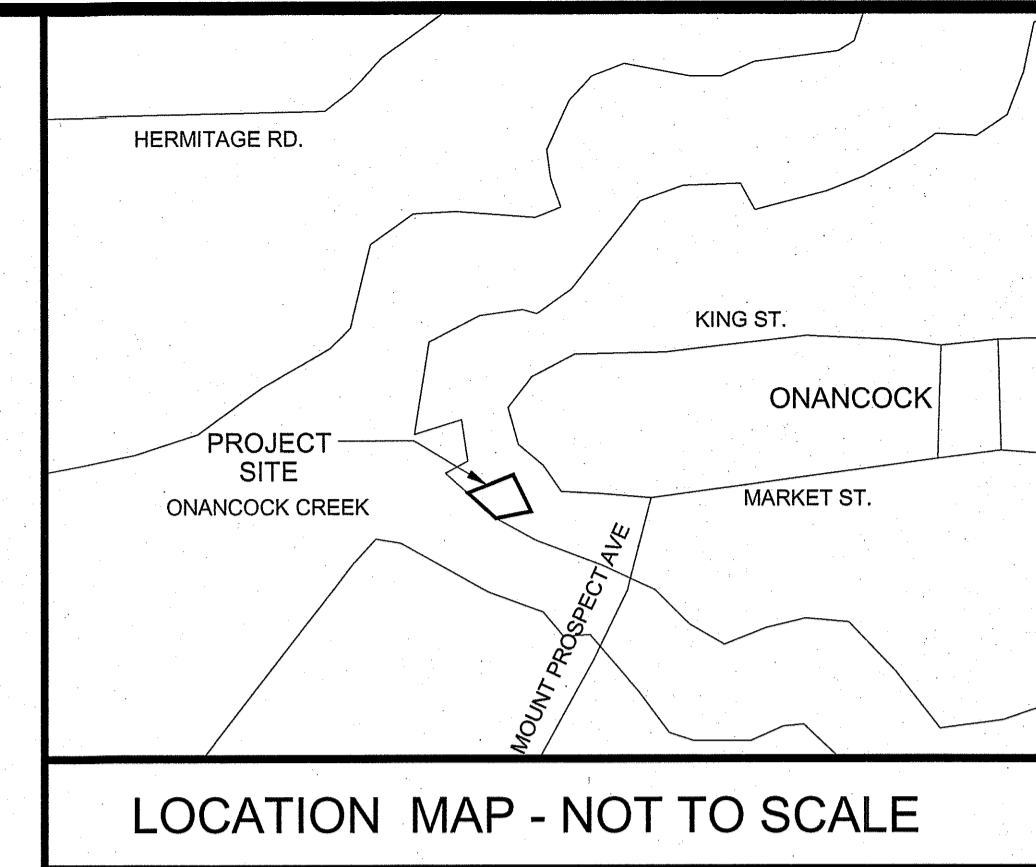 HERMITAGE RD.
KING ST.
ONANCOCK
PROJECT
SITE
ONANCOCK CREEK
MARKET ST.
MOUNT PROSPECT AVE
LOCATION MAP - NOT TO SCALE